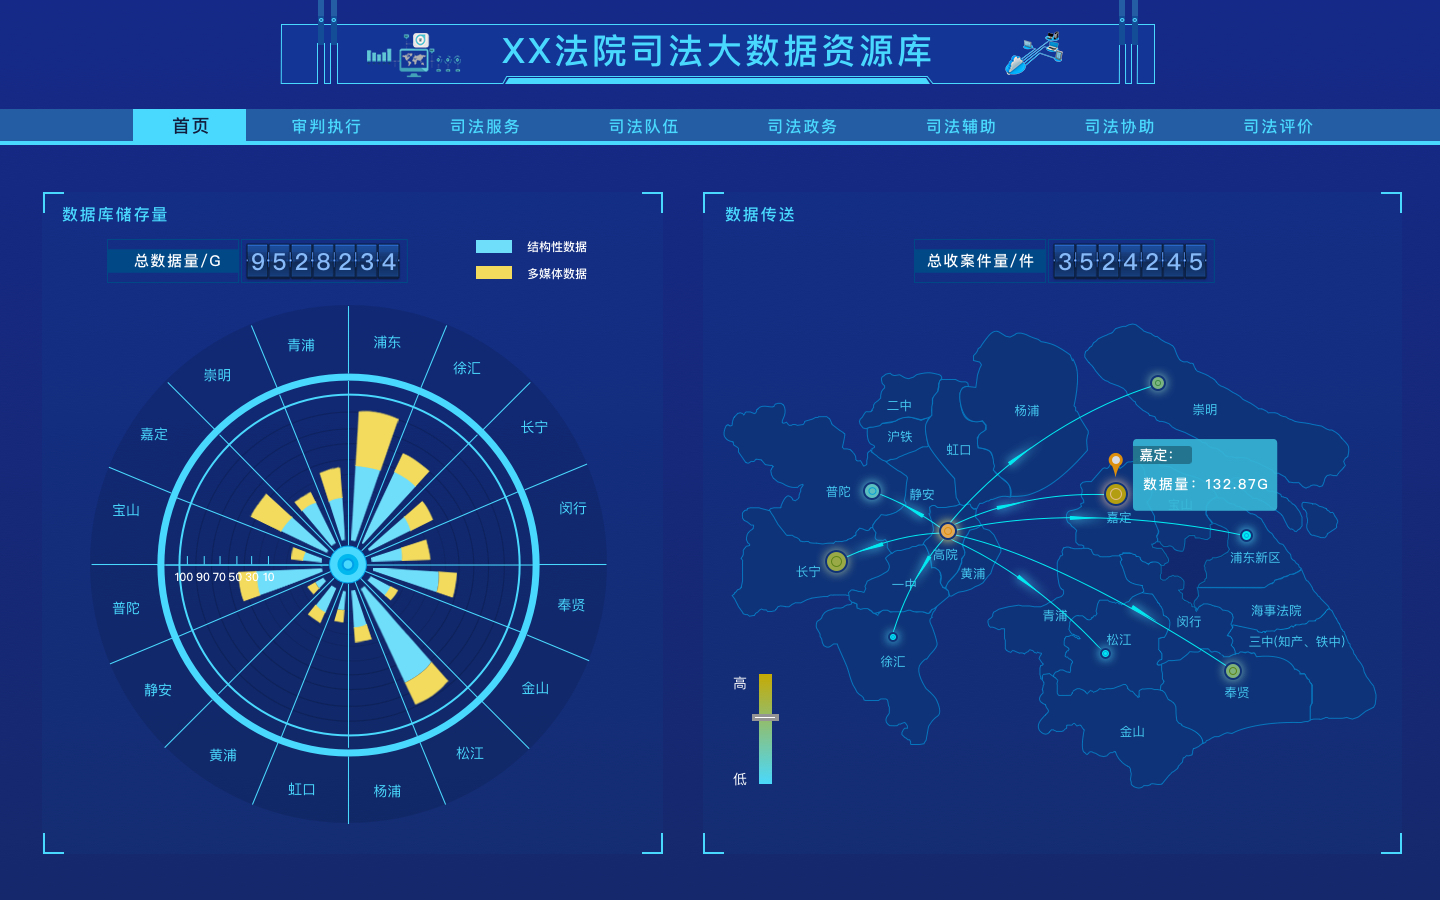 XX法院司法大数据资源库
首页 审判执行 司法服务 司法队伍 司法政务 司法辅助 司法协助 司法评价
数据库储存量
总数据量/G 9528234
结构性数据
多媒体数据
青浦
浦东
崇明
徐汇
嘉定
长宁
宝山
闵行
100 90 70 50 30 10
普陀
奉贤
静安
金山
黄浦
松江
虹口
杨浦
数据传送
总收案件量/件 3524245
二中
杨浦
崇明
沪铁
虹口
嘉定：
数据量：132.87G
普陀
静安
宝山
嘉定
高院
浦东新区
长宁
一中
黄浦
青浦
闵行
海事法院
松江
三中(知产、铁中)
徐汇
奉贤
金山
高
低